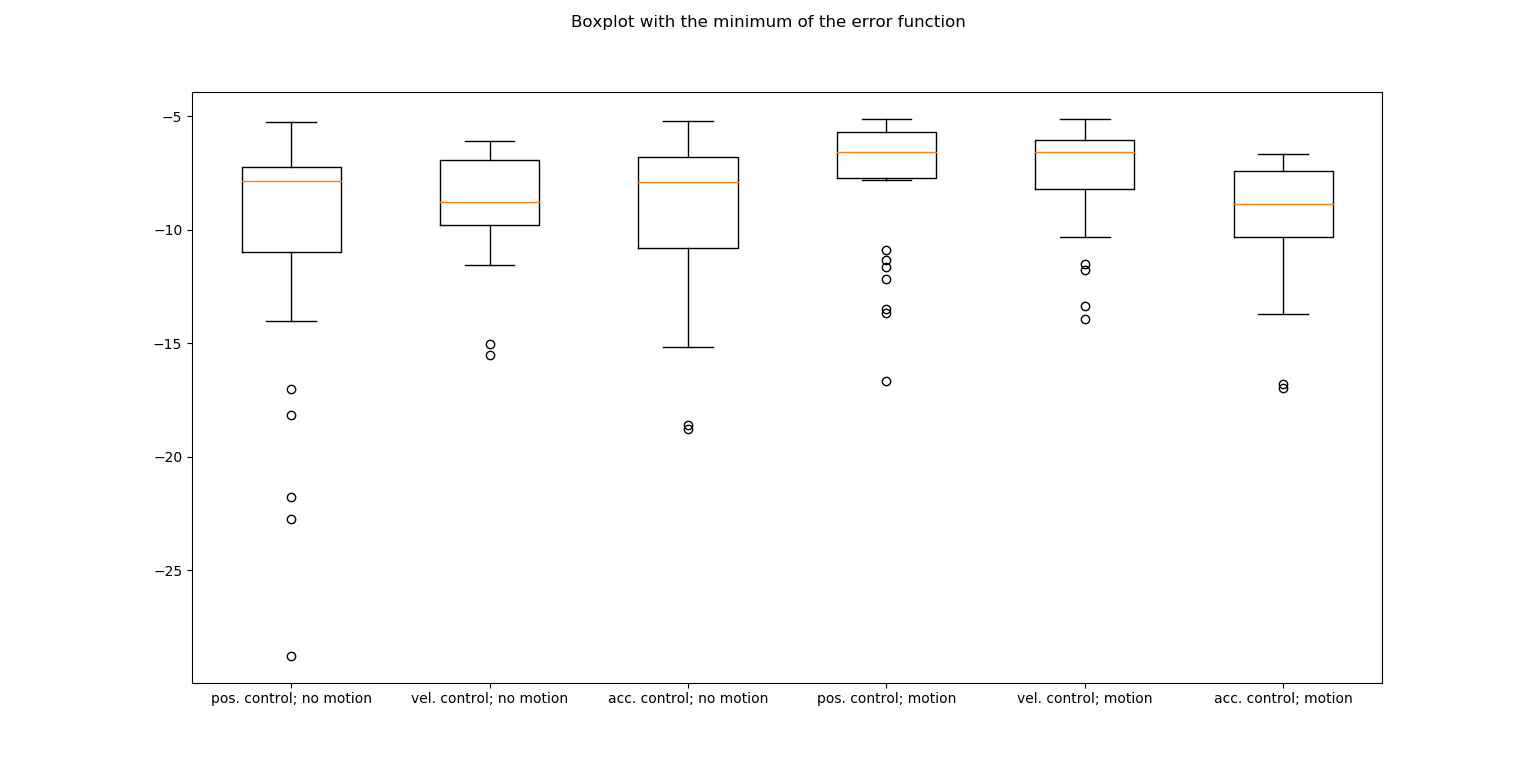 Boxplot with the minimum of the error function
−5
−10
−15
−20
−25
pos. control; no motion vel. control; no motion acc. control; no motion pos. control; motion vel. control; motion acc. control; motion